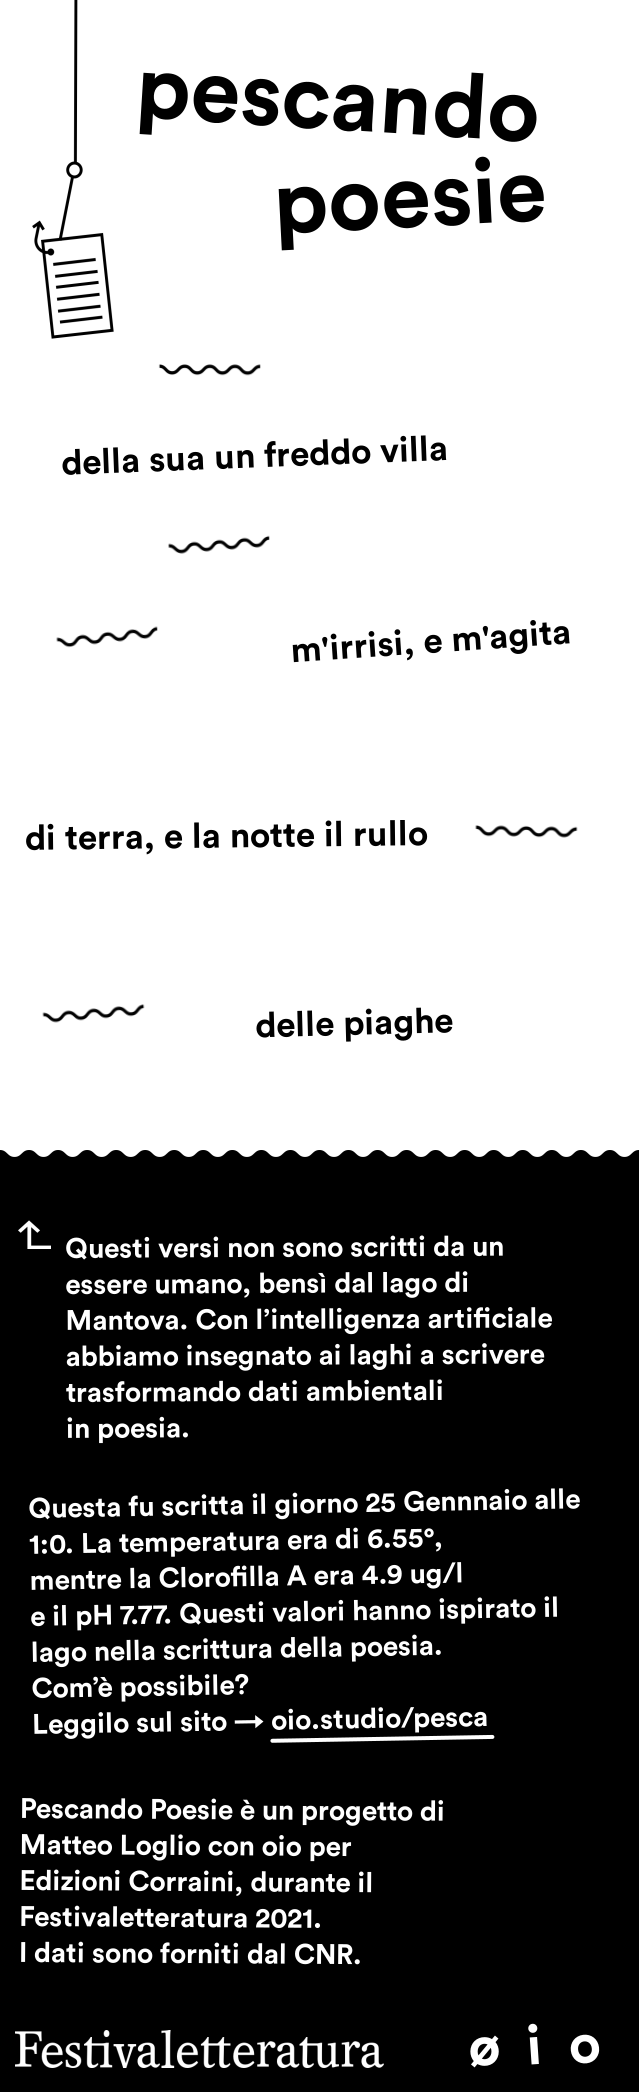 pescando
poesie
della sua un freddo villa
m'irrisi, e m'agita
di terra, e la notte il rullo
delle piaghe
Questi versi non sono scritti da un
essere umano, bensì dal lago di
Mantova. Con l’intelligenza artificiale
abbiamo insegnato ai laghi a scrivere
trasformando dati ambientali
in poesia.
Questa fu scritta il giorno 25 Gennnaio alle
1:0. La temperatura era di 6.55°,
mentre la Clorofilla A era 4.9 ug/l
e il pH 7.77. Questi valori hanno ispirato il
lago nella scrittura della poesia.
Com’è possibile?
Leggilo sul sito → oio.studio/pesca
Pescando Poesie è un progetto di
Matteo Loglio con oio per
Edizioni Corraini, durante il
Festivaletteratura 2021.
I dati sono forniti dal CNR.
Festivaletteratura ø i o